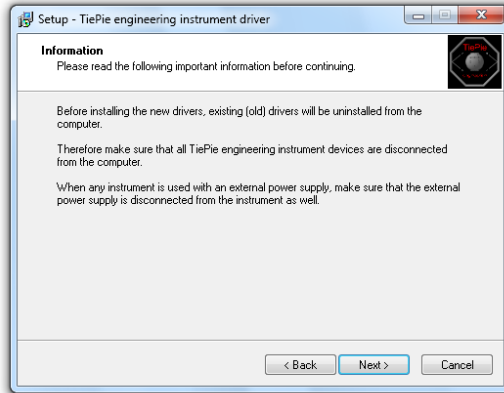 Setup - TiePie engineering instrument driver
Information
Please read the following important information before continuing.
TiePie
Before installing the new drivers, existing (old) drivers will be uninstalled from the
computer.
Therefore make sure that all TiePie engineering instrument devices are disconnected
from the computer.
When any instrument is used with an external power supply, make sure that the external
power supply is disconnected from the instrument as well.
< Back
Next >
Cancel